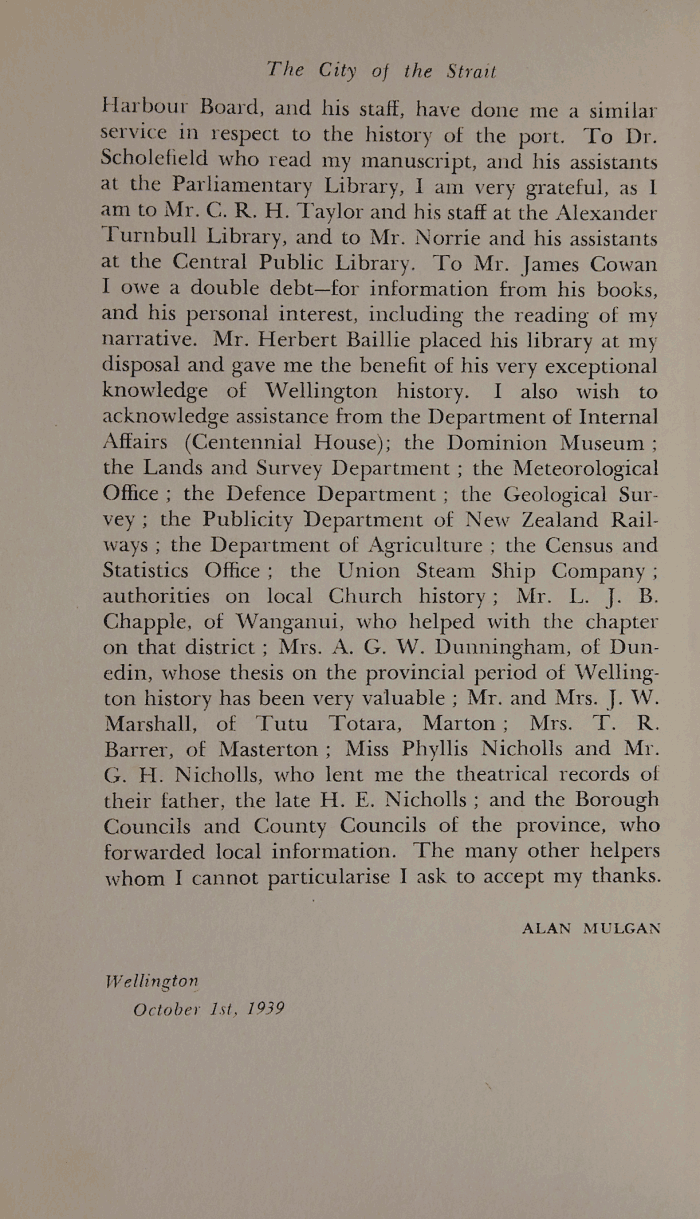 The City of the Strait
Harbour Board, and his staff, have done me a similar
service in respect to the history of the port. To Dr.
Scholefield who read my manuscript, and his assistants
at the Parliamentary Library, I am very grateful, as I
am to Mr. C. R. H. Taylor and his staff at the Alexander
Turnbull Library, and to Mr. Norrie and his assistants
at the Central Public Library. To Mr. James Cowan
I owe a double debt—for information from his books,
and his personal interest, including the reading of my
narrative. Mr. Herbert Baillie placed his library at my
disposal and gave me the benefit of his very exceptional
knowledge of Wellington history. I also wish to
acknowledge assistance from the Department of Internal
Affairs (Centennial House); the Dominion Museum ;
the Lands and Survey Department ; the Meteorological
Office ; the Defence Department ; the Geological Sur-
vey ; the Publicity Department of New Zealand Rail-
ways ; the Department of Agriculture ; the Census and
Statistics Office ; the Union Steam Ship Company ;
authorities on local Church history ; Mr. L. J. B.
Chapple, of Wanganui, who helped with the chapter
on that district ; Mrs. A. G. W. Dunningham, of Dun-
edin, whose thesis on the provincial period of Welling-
ton history has been very valuable ; Mr. and Mrs. J. W.
Marshall, of Tutu Totara, Marton ; Mrs. T. R.
Barrer, of Masterton ; Miss Phyllis Nicholls and Mr.
G. H. Nicholls, who lent me the theatrical records of
their father, the late H. E. Nicholls ; and the Borough
Councils and County Councils of the province, who
forwarded local information. The many other helpers
whom I cannot particularise I ask to accept my thanks.
ALAN MULGAN
Wellington
October 1st, 1939